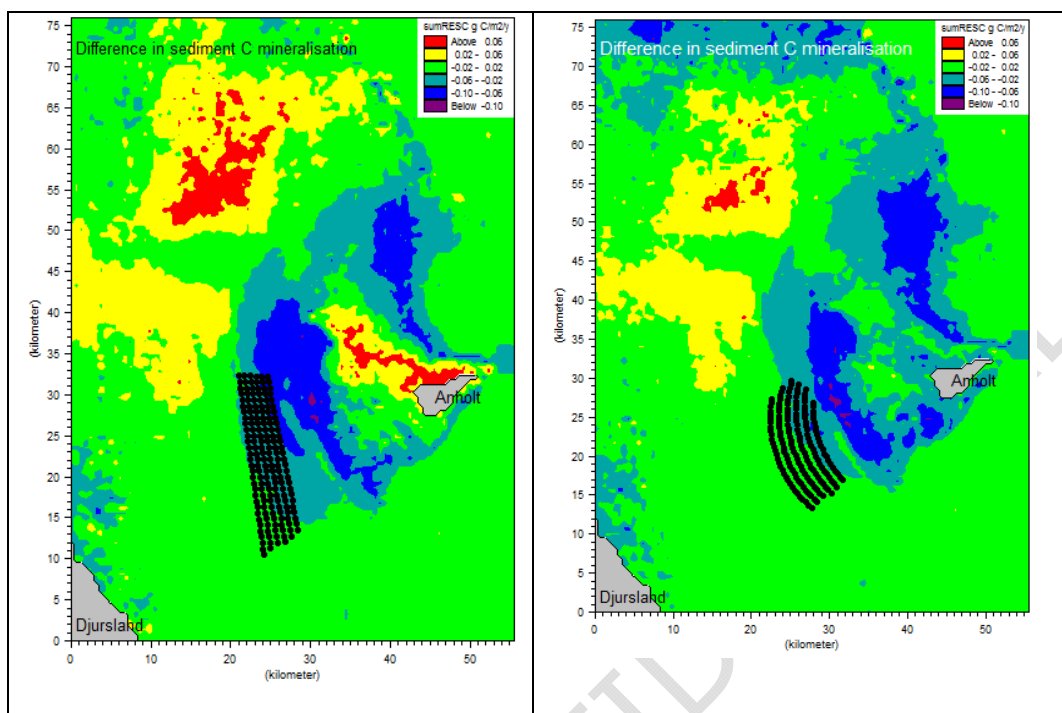 Difference in sediment C mineralisation
sumRESC g C/m2/y
Above 0.06
0.02 - 0.06
-0.02 - 0.02
-0.06 - -0.02
-0.10 - -0.06
Below -0.10
(kilometer)
75
70
65
60
55
50
45
40
35
30
25
20
15
10
5
0
Anholt
Djursland
0 10 20 30 40 50
(kilometer)
Difference in sediment C mineralisation
sumRESC g C/m2/y
Above 0.06
0.02 - 0.06
-0.02 - 0.02
-0.06 - -0.02
-0.10 - -0.06
Below -0.10
(kilometer)
75
70
65
60
55
50
45
40
35
30
25
20
15
10
5
0
Anholt
Djursland
0 10 20 30 40 50
(kilometer)